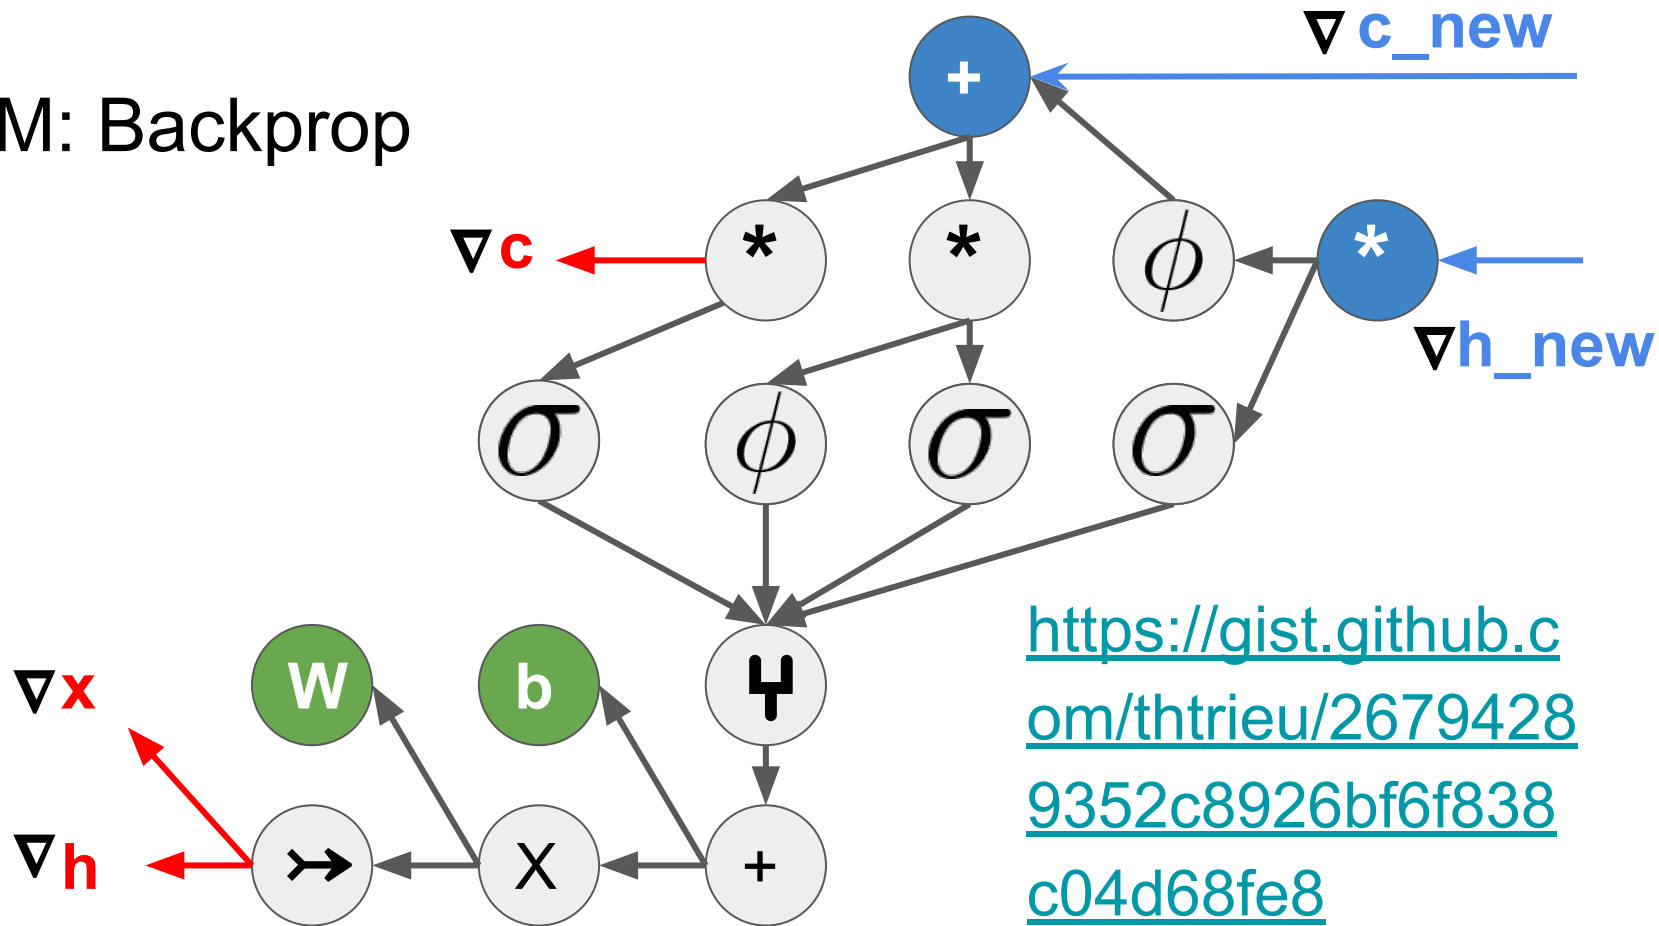 ∇ c_new
+
M: Backprop
∇ c
*
*
ϕ
*
∇h_new
σ
ϕ
σ
σ
https://gist.github.c
om/thtrieu/2679428
9352c8926bf6f838
c04d68fe8
∇ x
W
b
∇ h
X
+